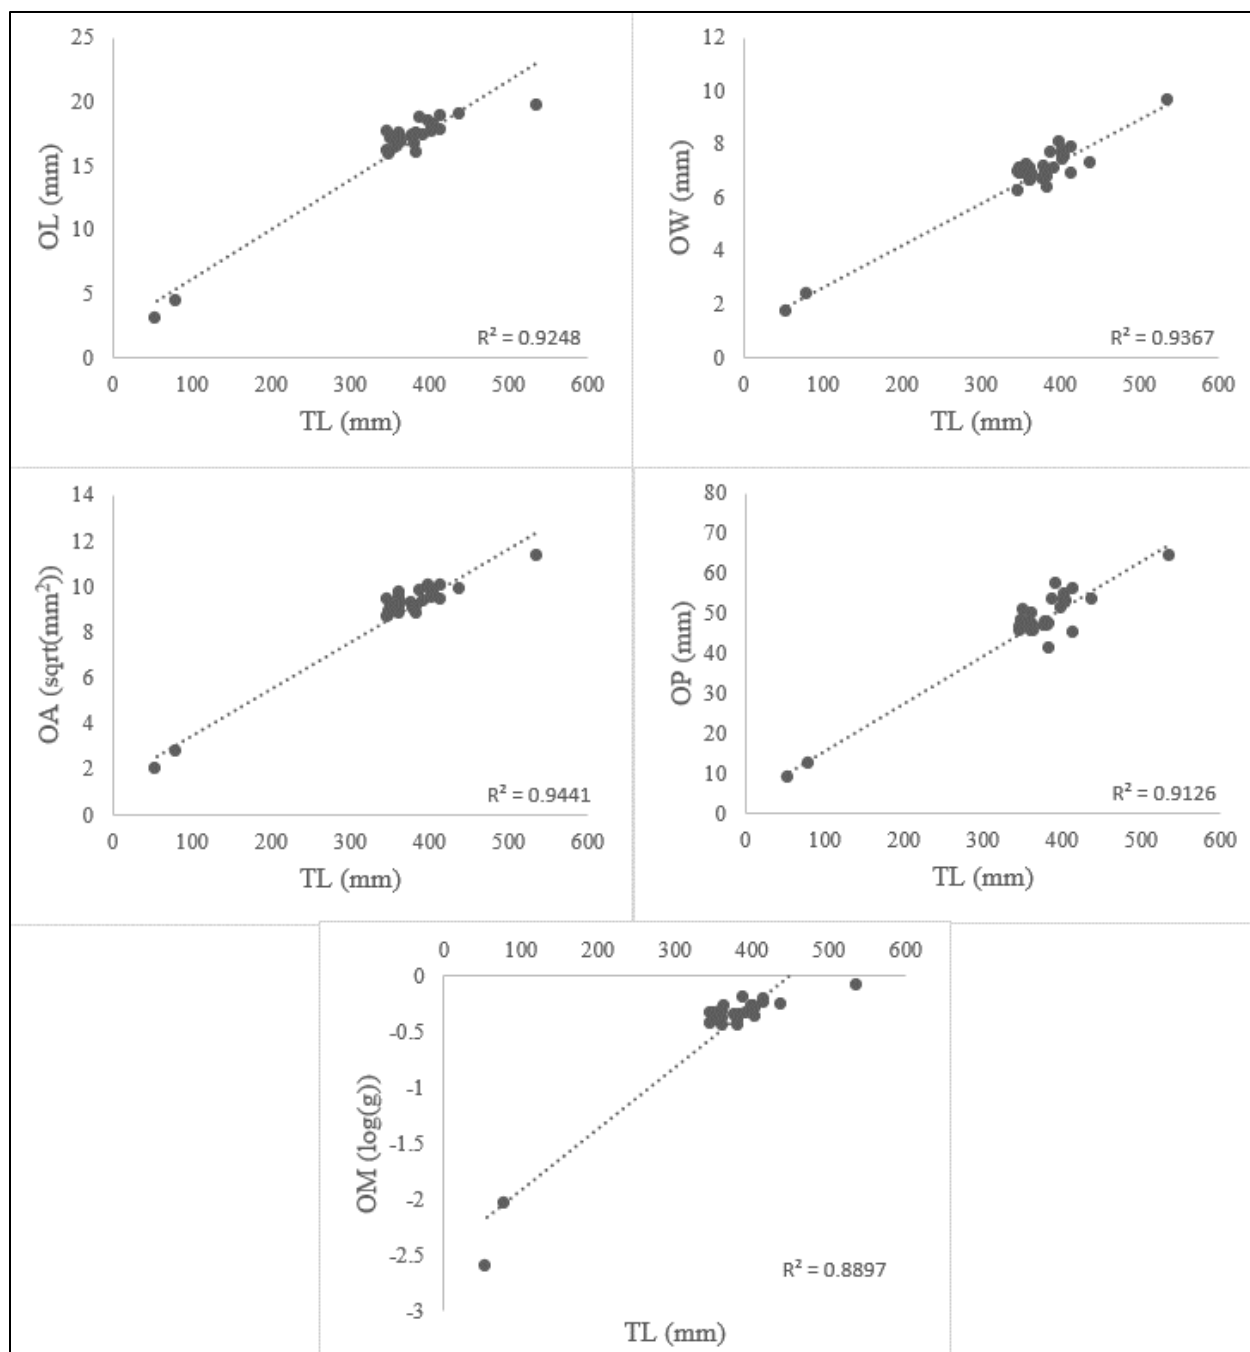 25
20
15
10
5
0
OL (mm)
R² = 0.9248
0 100 200 300 400 500 600
TL (mm)
12
10
8
6
4
2
0
OW (mm)
R² = 0.9367
0 100 200 300 400 500 600
TL (mm)
14
12
10
8
6
4
2
0
OA (sqrt(mm²))
R² = 0.9441
0 100 200 300 400 500 600
TL (mm)
80
70
60
50
40
30
20
10
0
OP (mm)
R² = 0.9126
0 100 200 300 400 500 600
TL (mm)
0 100 200 300 400 500 600
0
-0.5
-1
-1.5
-2
-2.5
-3
OM (log(g))
R² = 0.8897
TL (mm)